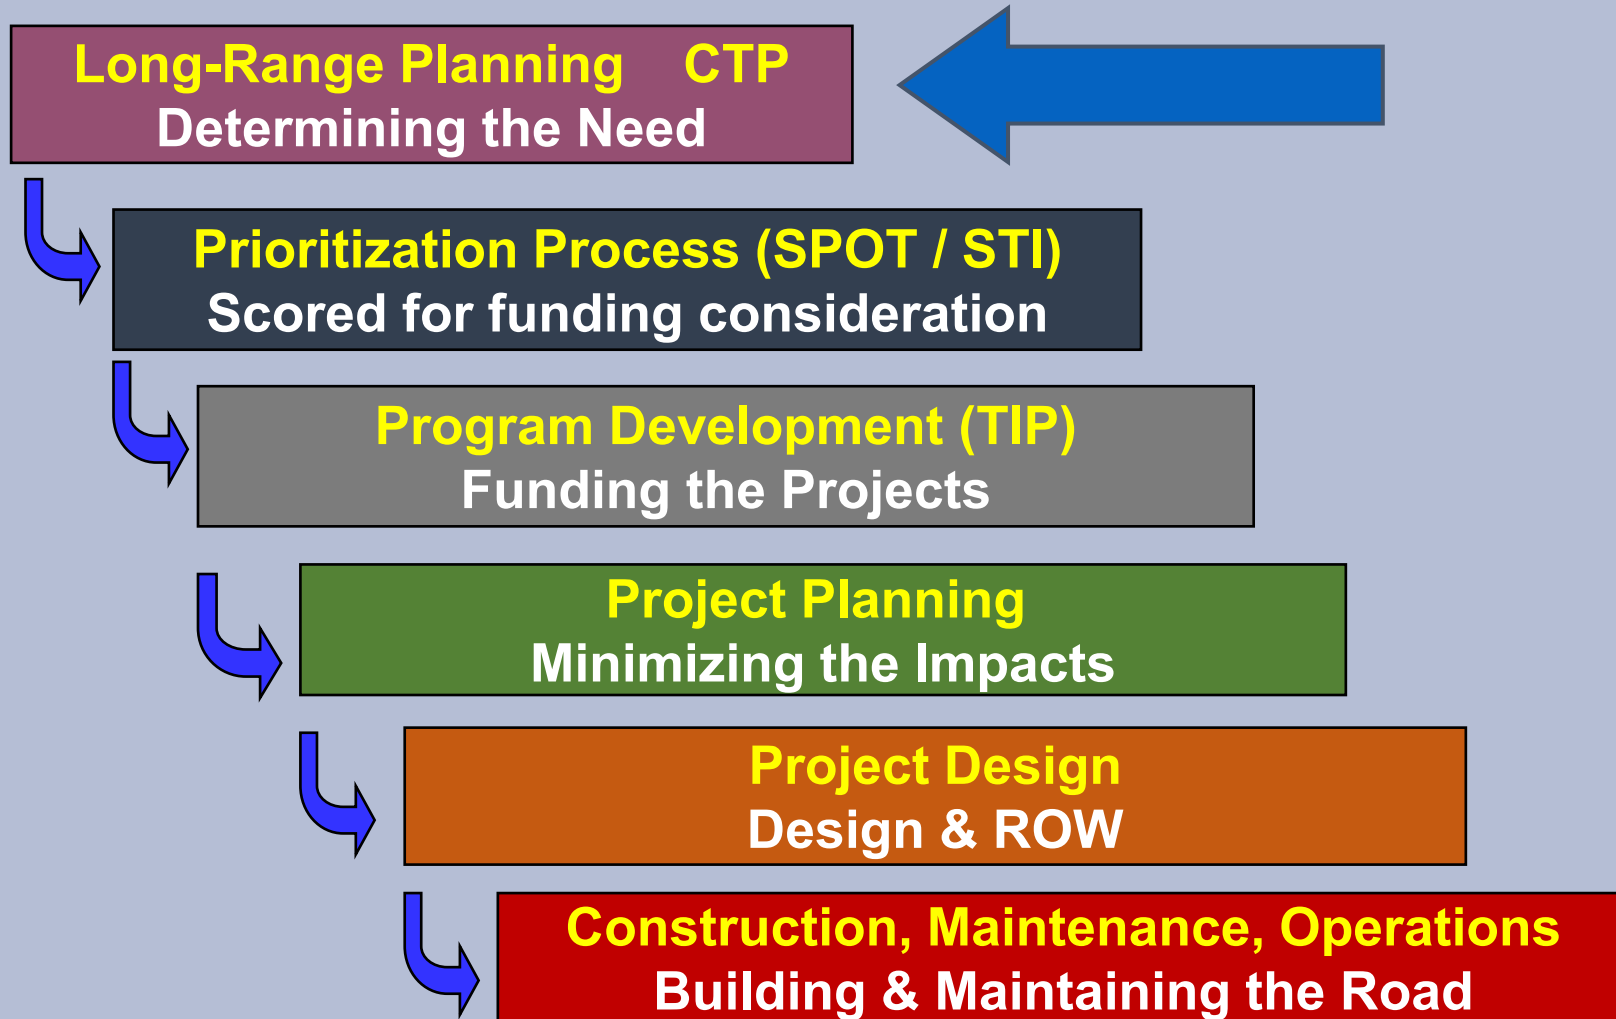 Long-Range Planning CTP
Determining the Need
Prioritization Process (SPOT / STI)
Scored for funding consideration
Program Development (TIP)
Funding the Projects
Project Planning
Minimizing the Impacts
Project Design
Design & ROW
Construction, Maintenance, Operations
Building & Maintaining the Road